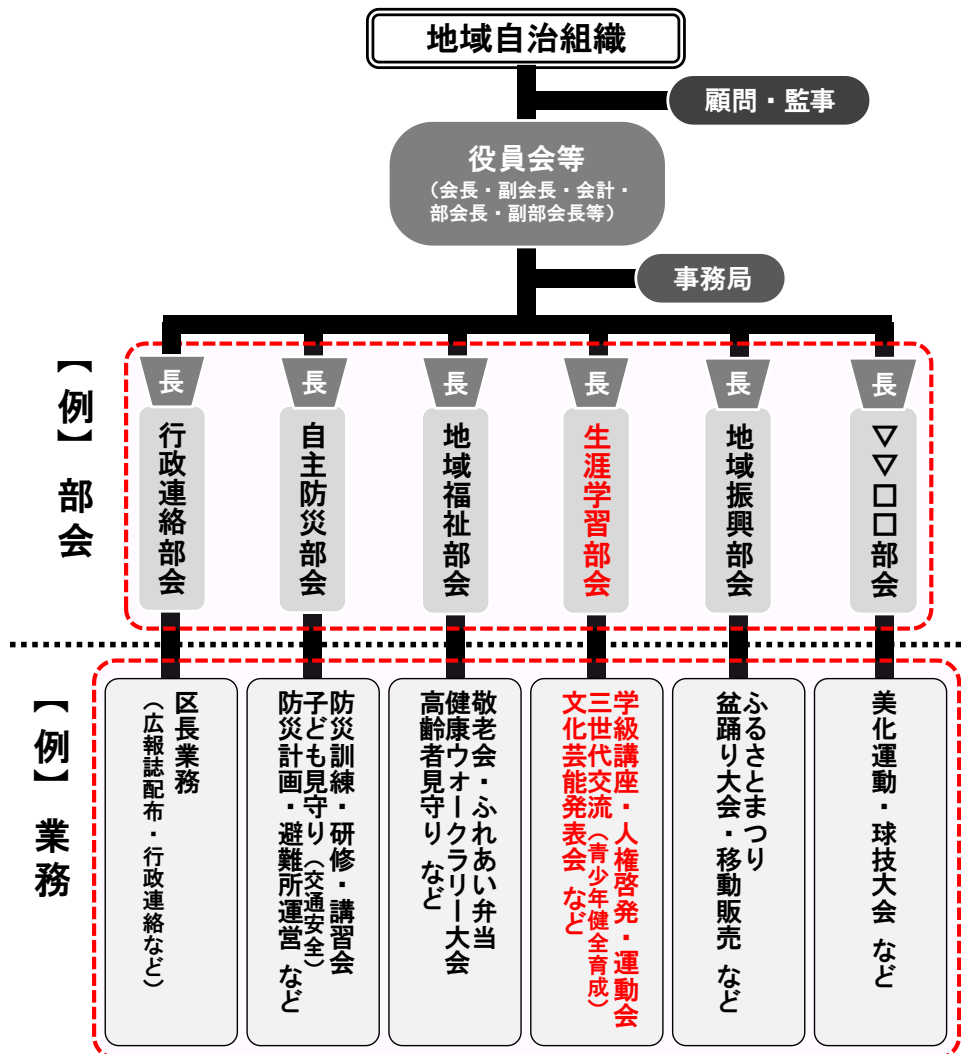 地域自治組織
顧問・監事
役員会等
（会長・副会長・会計・
部会長・副部会長等）
事務局
【例】部会
長
行政連絡部会
長
自主防災部会
長
地域福祉部会
長
生涯学習部会
長
地域振興部会
長
▽▽□□部会
【例】業務
区長業務
（広報誌配布・行政連絡など）
防災訓練・研修・講習会
子ども見守り（交通安全）
防災計画・避難所運営 など
敬老会・ふれあい弁当
健康ウォークラリー大会
高齢者見守り など
学級講座・人権啓発・運動会
三世代交流（青少年健全育成）
文化芸能発表会 など
ふるさとまつり
盆踊り大会・移動販売 など
美化運動・球技大会 など